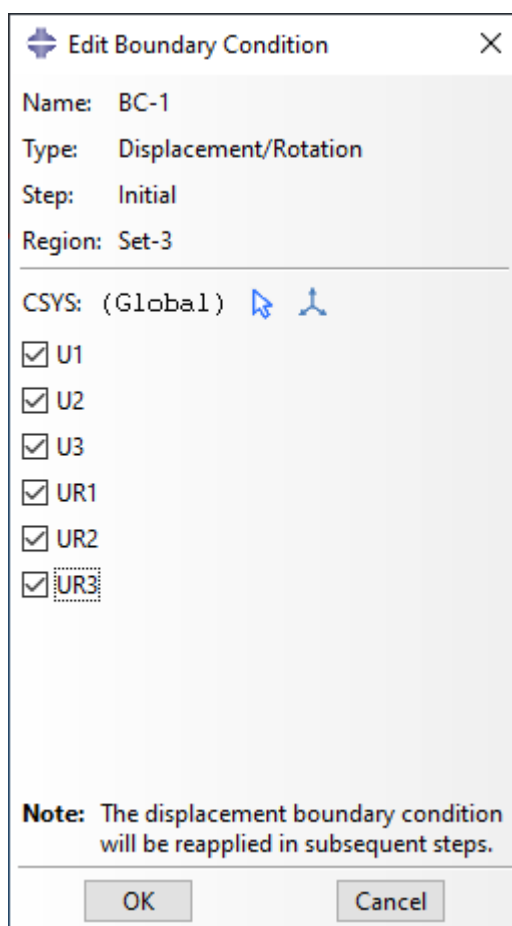 Edit Boundary Condition
Name: BC-1
Type: Displacement/Rotation
Step: Initial
Region: Set-3
CSYS: (Global)
U1
U2
U3
UR1
UR2
UR3
Note: The displacement boundary condition
will be reapplied in subsequent steps.
OK Cancel